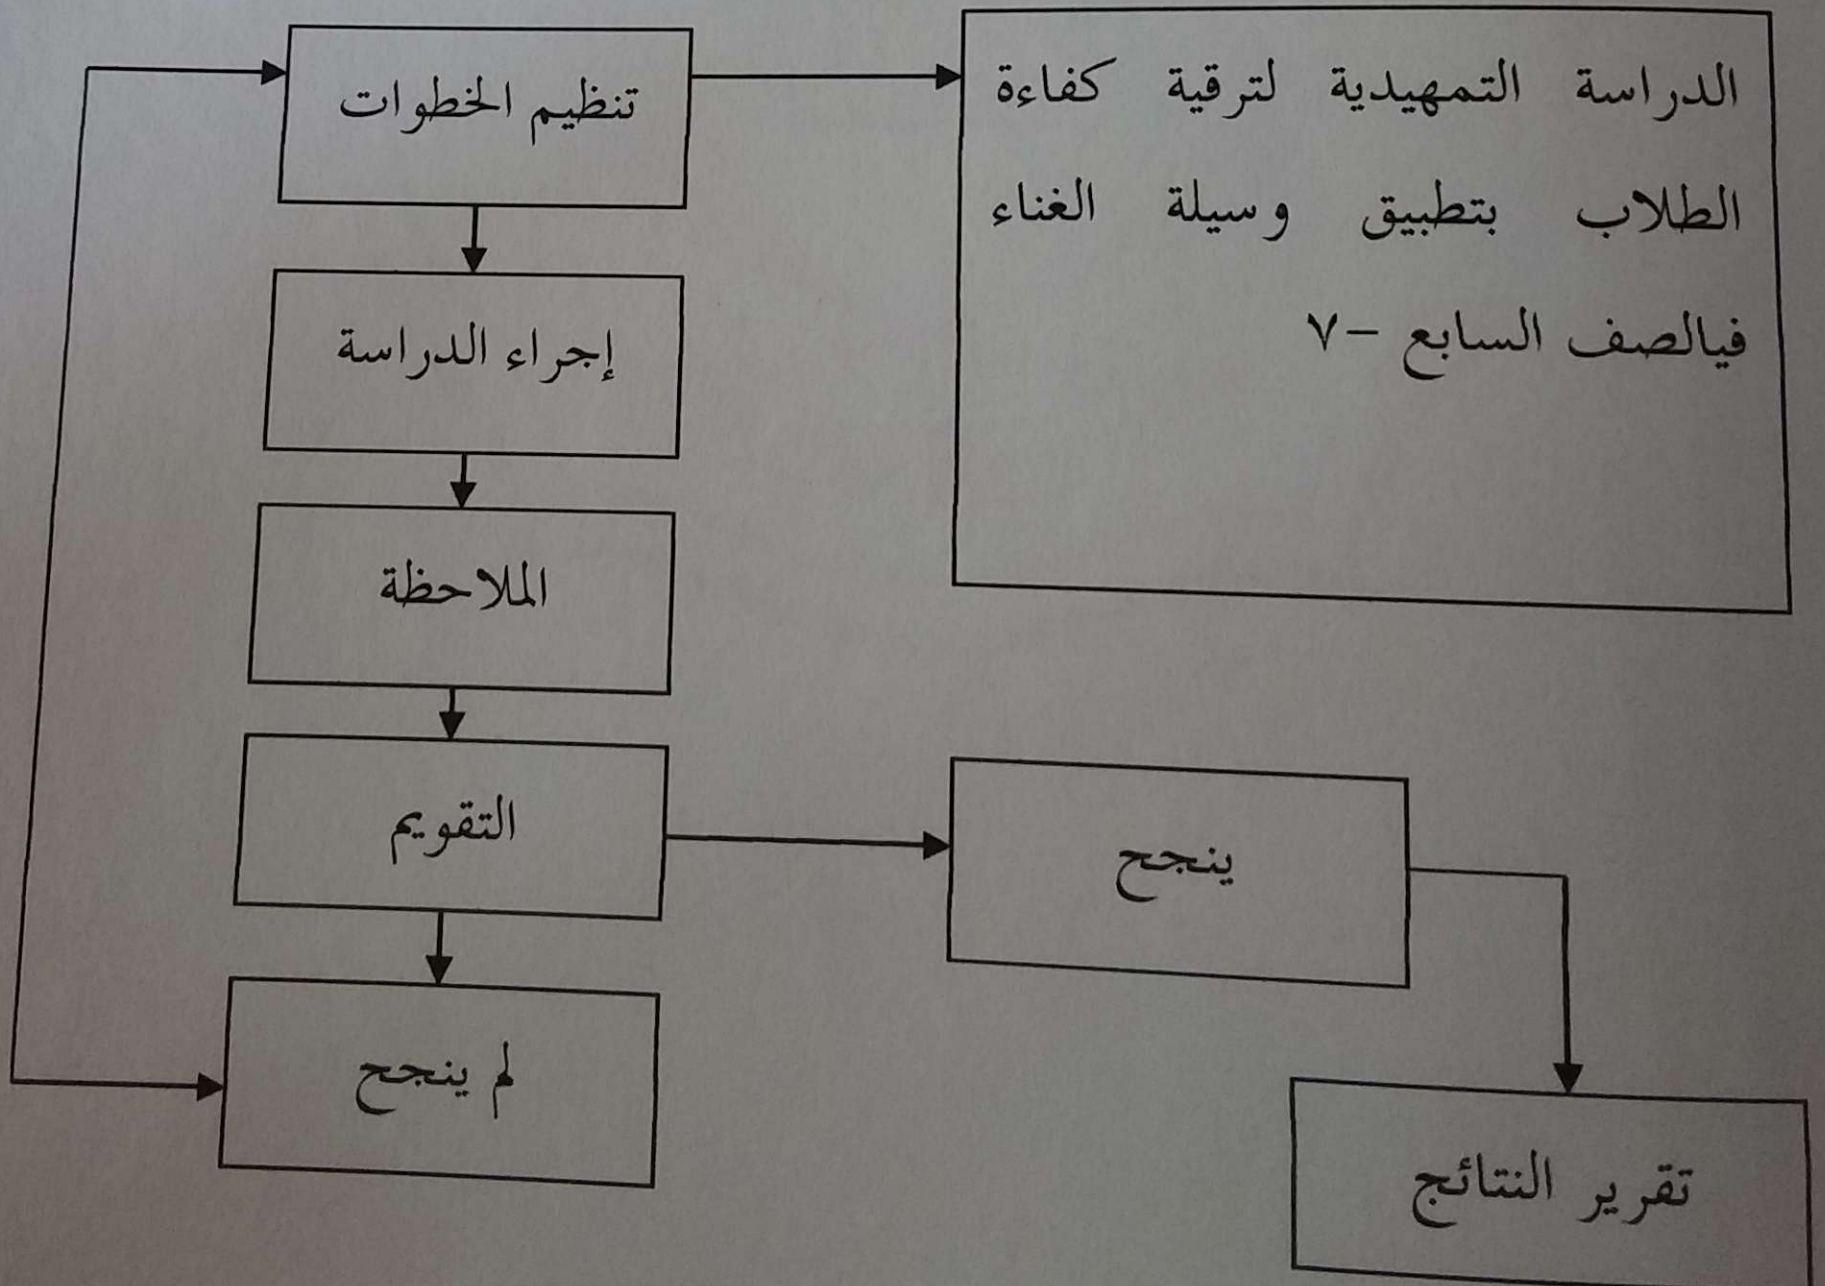 تنظيم الخطوات
الدراسة التمهيدية لترقية كفاءة
الطلاب بتطبيق وسيلة الغناء
فيالصف السابع -٧
إجراء الدراسة
الملاحظة
التقويم
ينجح
لم ينجح
تقرير النتائج